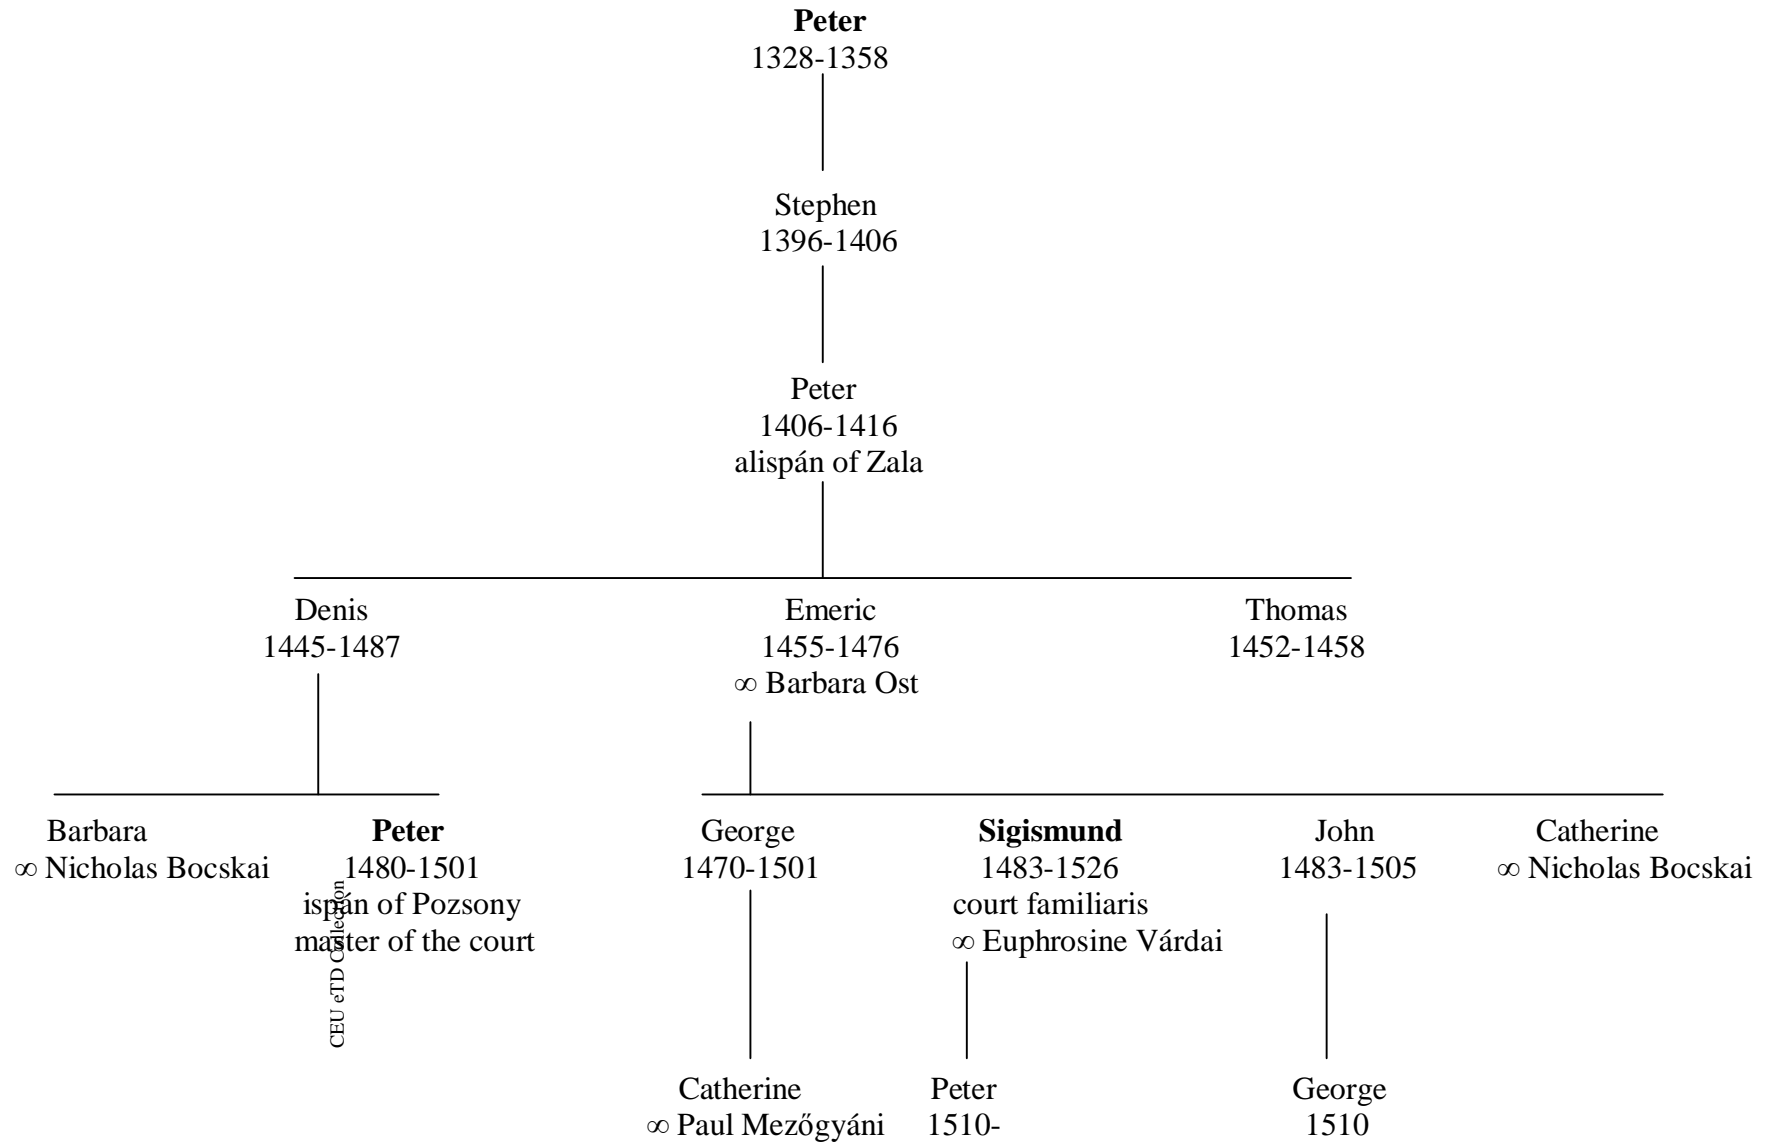 Peter
1328-1358
Stephen
1396-1406
Peter
1406-1416
alispán of Zala
Denis
1445-1487
Emeric
1455-1476
∞ Barbara Ost
Thomas
1452-1458
Barbara
∞ Nicholas Bocskai
Peter
1480-1501
ispán of Pozsony
master of the court
George
1470-1501
Sigismund
1483-1526
court familiaris
∞ Euphrosine Várdai
John
1483-1505
Catherine
∞ Nicholas Bocskai
CEU eTD Collection
Catherine
∞ Paul Mezőgyáni
Peter
1510-
George
1510